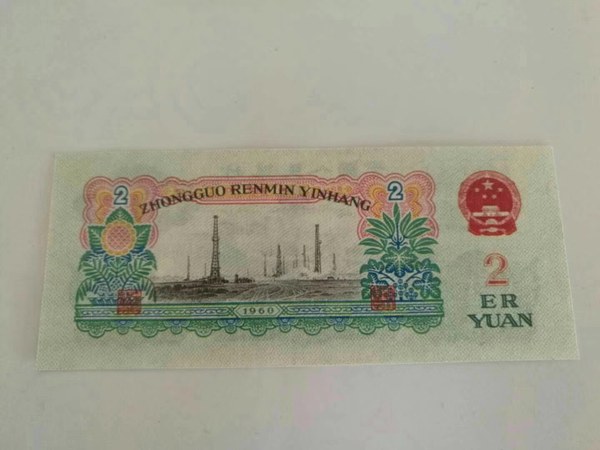 2
ZHONGGUO RENMIN YINHANG
2
1960
2
ER
YUAN